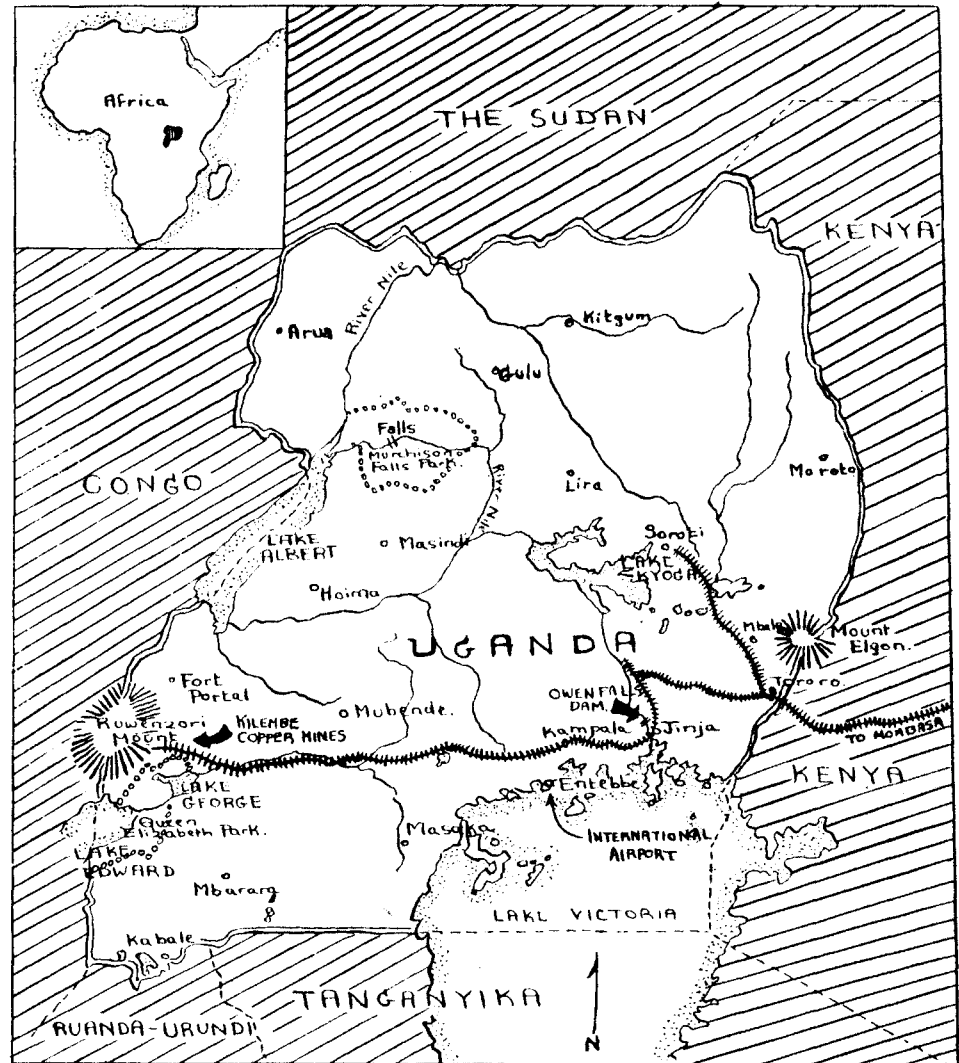 Africa
THE SUDAN
KENYA
River Nile
Arua
Kitgum
Gulu
Falls
Murchison
Falls Park.
River Nile
Moroto
CONGO
Lira
LAKE
ALBERT
Masindi
Soroti
LAKE
KYOGA
Hoima
UGANDA
Mbale
Mount
Elgon.
Fort
Portal
OWEN FAL
DAM.
Tororo.
Mubende.
Ruwenzori
Mount
KILEMBE
COPPER MINES
Kampala
Jinja
TO MOMBASA
LAKE
GEORGE
Entebbe
KENYA
Queen
Elizabeth Park.
Masaka
INTERNATIONAL
AIRPORT
LAKE
EDWARD
Mbarara
LAKE VICTORIA
Kabale
TANGANYIKA
RUANDA-URUNDI
N